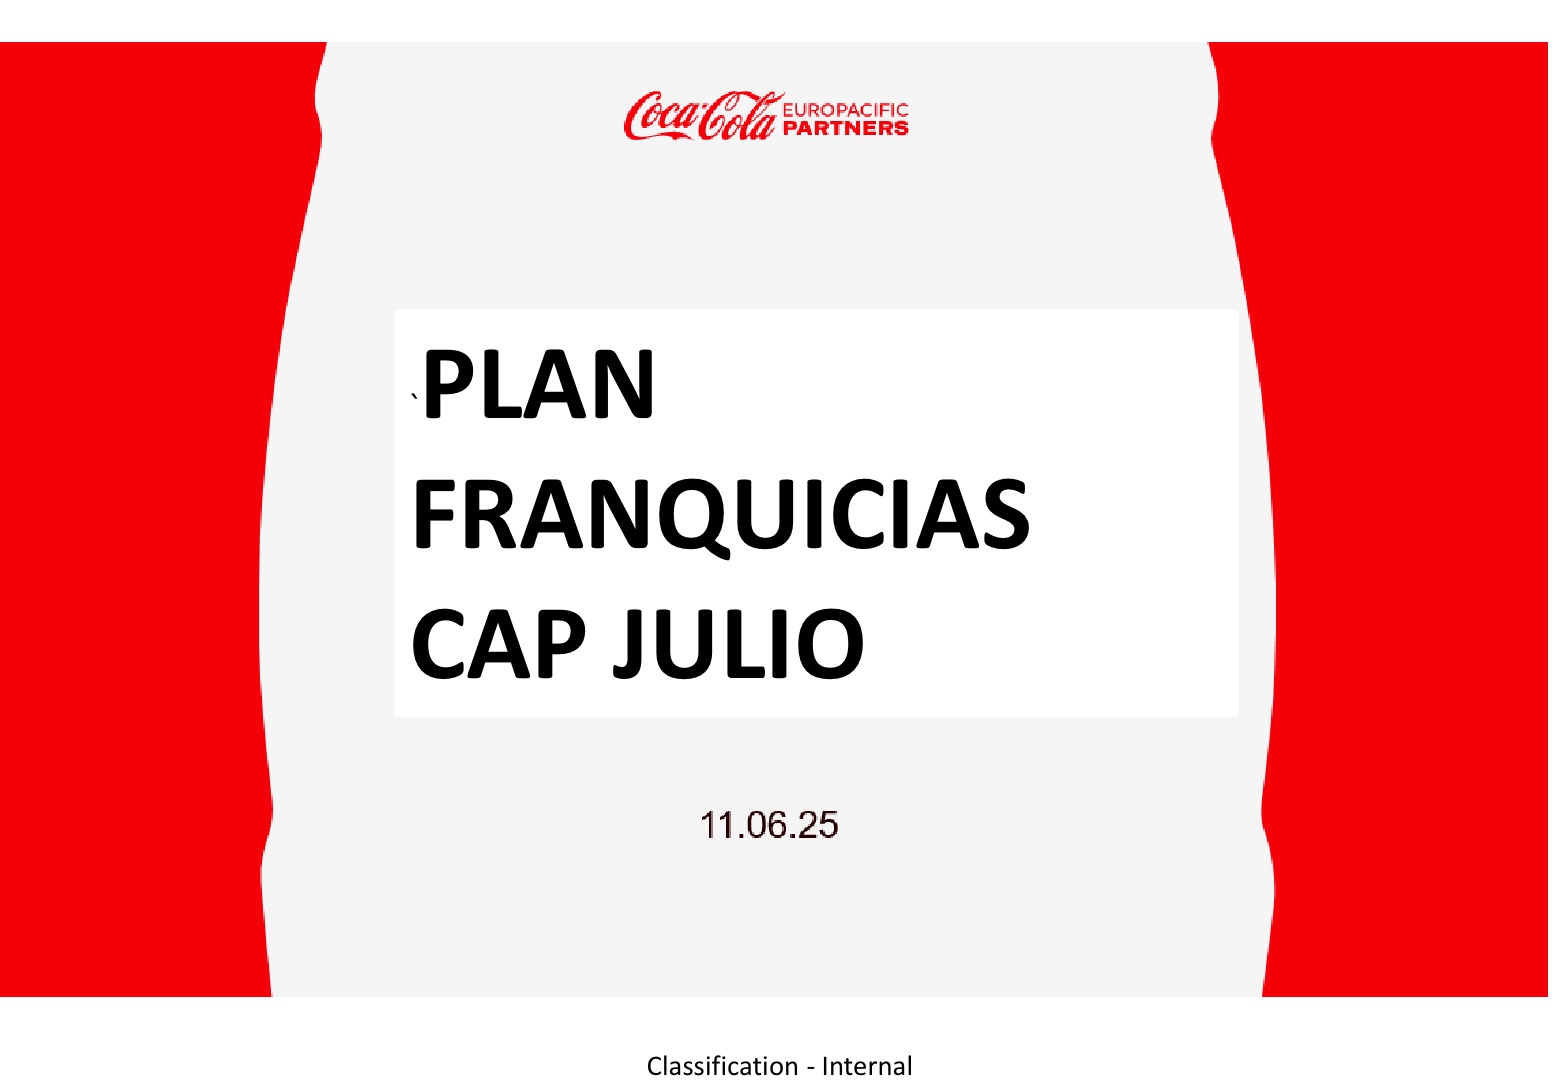 Coca-Cola EUROPACIFIC
PARTNERS
`PLAN
FRANQUICIAS
CAP JULIO
11.06.25
Classification - Internal